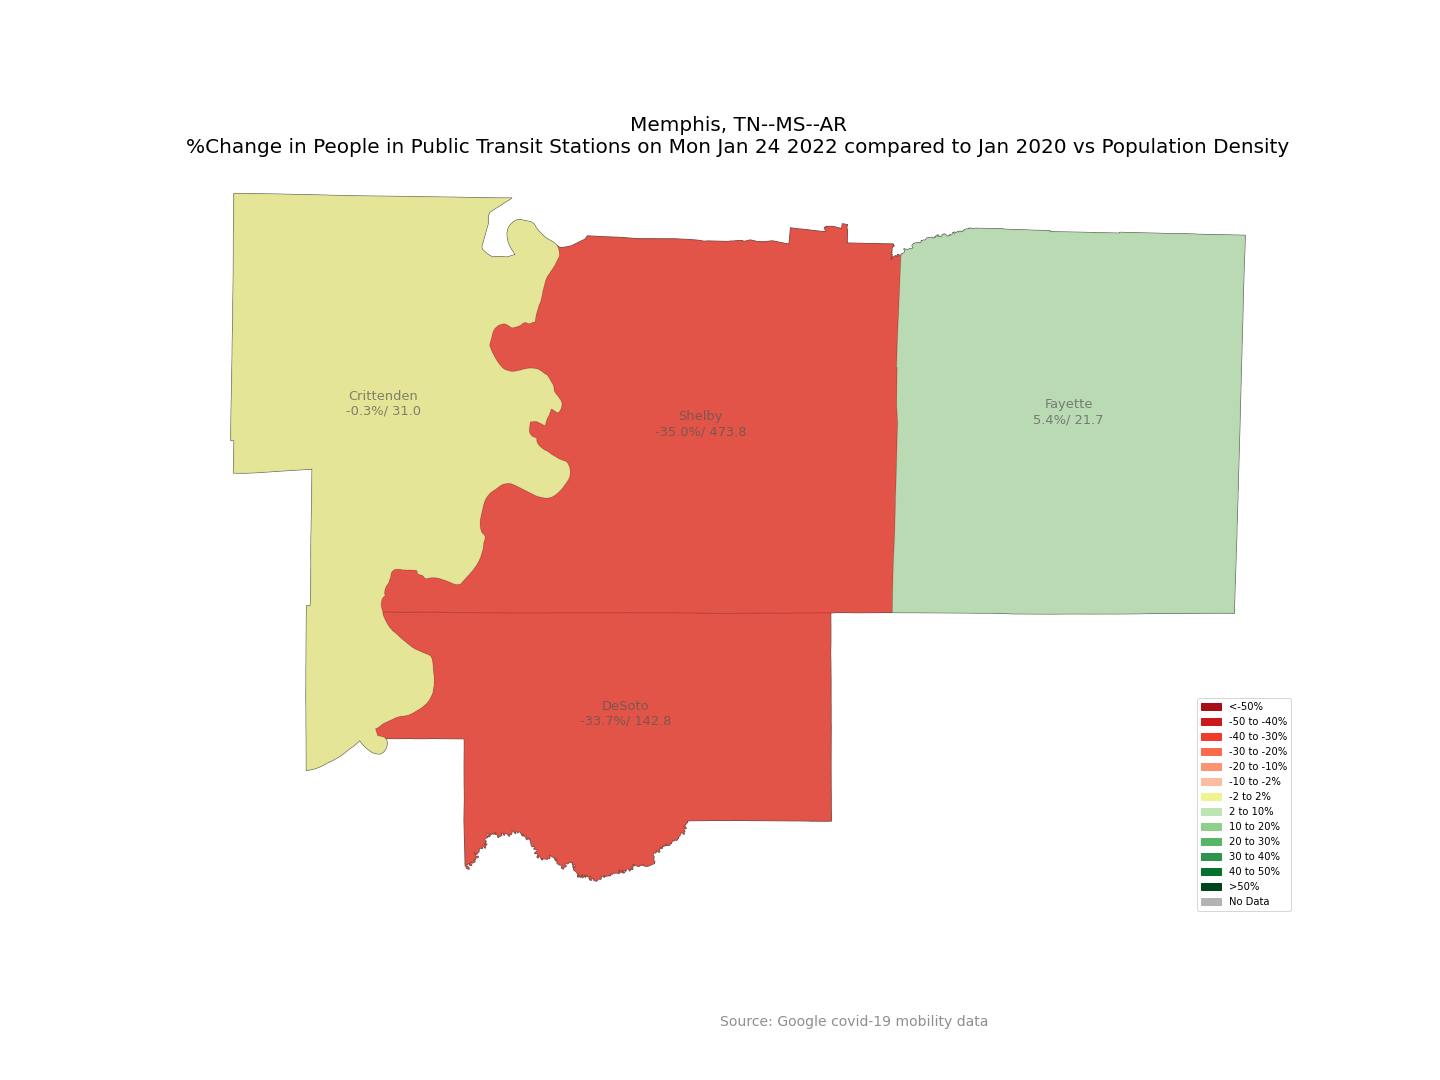 Memphis, TN--MS--AR
%Change in People in Public Transit Stations on Mon Jan 24 2022 compared to Jan 2020 vs Population Density
Crittenden
-0.3%/ 31.0
Shelby
-35.0%/ 473.8
Fayette
5.4%/ 21.7
DeSoto
-33.7%/ 142.8
<-50%
-50 to -40%
-40 to -30%
-30 to -20%
-20 to -10%
-10 to -2%
-2 to 2%
2 to 10%
10 to 20%
20 to 30%
30 to 40%
40 to 50%
>50%
No Data
Source: Google covid-19 mobility data